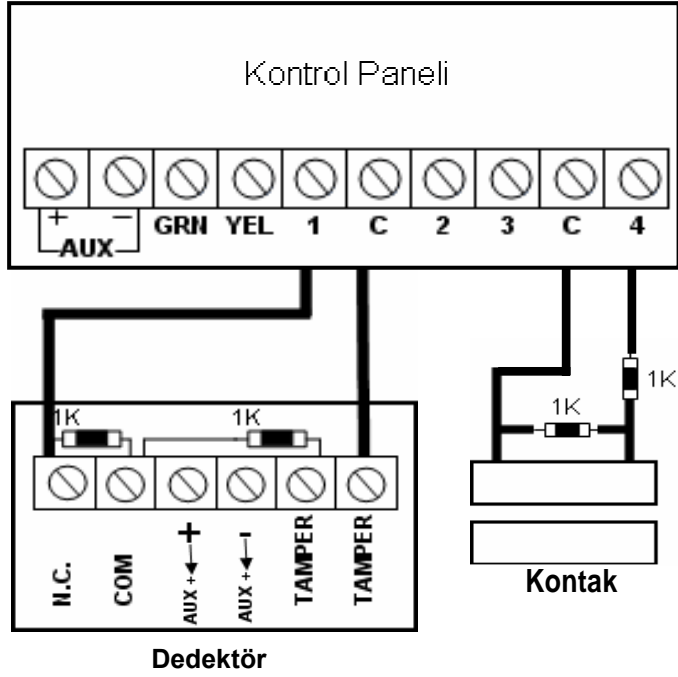 Kontrol Paneli
+ − GRN YEL 1 C 2 3 C 4
AUX
1K 1K
1K
1K
N.C. COM AUX + + AUX + - TAMPER TAMPER
Kontak
Dedektör